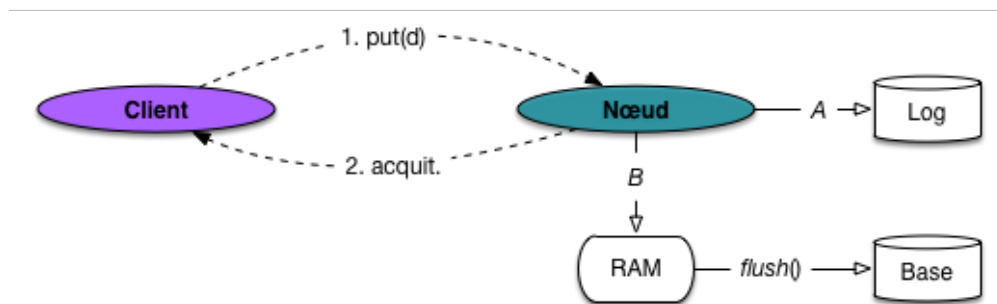 1. put(d)
Client
Nœud
A
Log
2. acquit.
B
RAM
flush()
Base